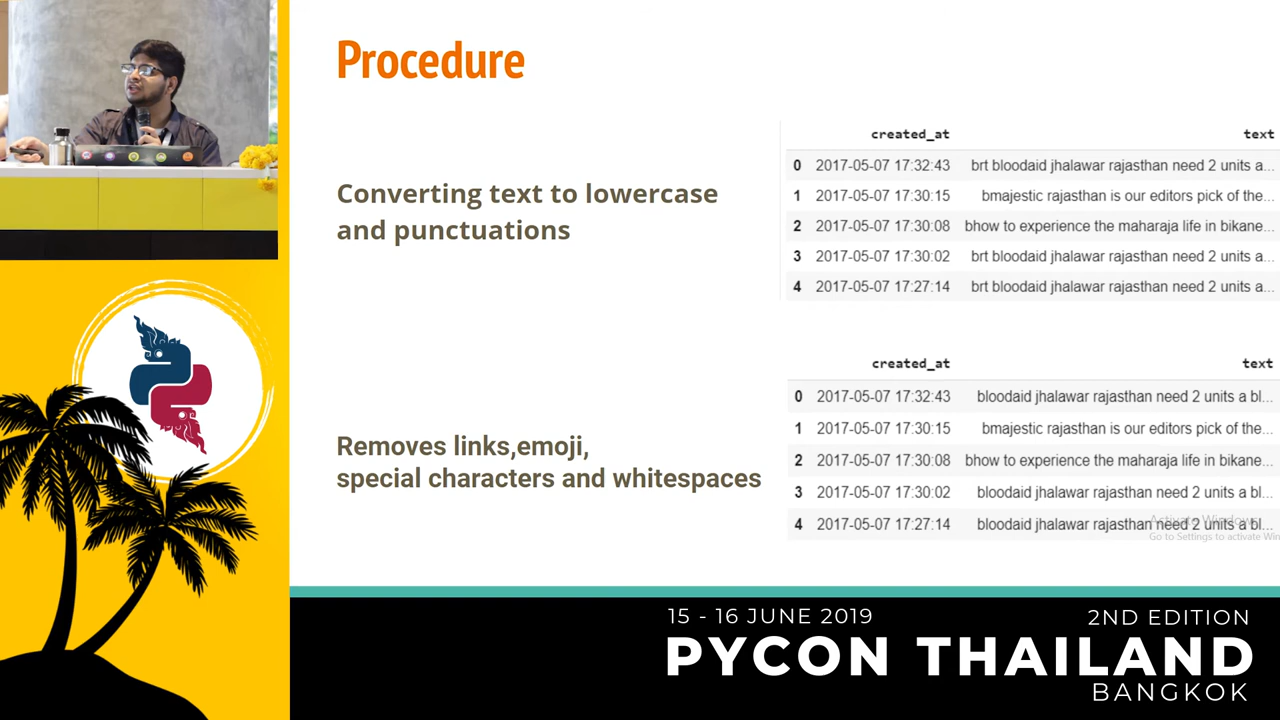 Procedure
Converting text to lowercase
and punctuations
created_at text
0 2017-05-07 17:32:43 brt bloodaid jhalawar rajasthan need 2 units a...
1 2017-05-07 17:30:15 bmajestic rajasthan is our editors pick of the...
2 2017-05-07 17:30:08 bhow to experience the maharaja life in bikane...
3 2017-05-07 17:30:02 brt bloodaid jhalawar rajasthan need 2 units a...
4 2017-05-07 17:27:14 brt bloodaid jhalawar rajasthan need 2 units a...
Removes links,emoji,
special characters and whitespaces
created_at text
0 2017-05-07 17:32:43 bloodaid jhalawar rajasthan need 2 units a bl...
1 2017-05-07 17:30:15 bmajestic rajasthan is our editors pick of the...
2 2017-05-07 17:30:08 bhow to experience the maharaja life in bikane...
3 2017-05-07 17:30:02 bloodaid jhalawar rajasthan need 2 units a bl...
4 2017-05-07 17:27:14 bloodaid jhalawar rajasthan need 2 units a bl...
Activate Windows
Go to Settings to activate Win
15 - 16 JUNE 2019
2ND EDITION
PYCON THAILAND
BANGKOK